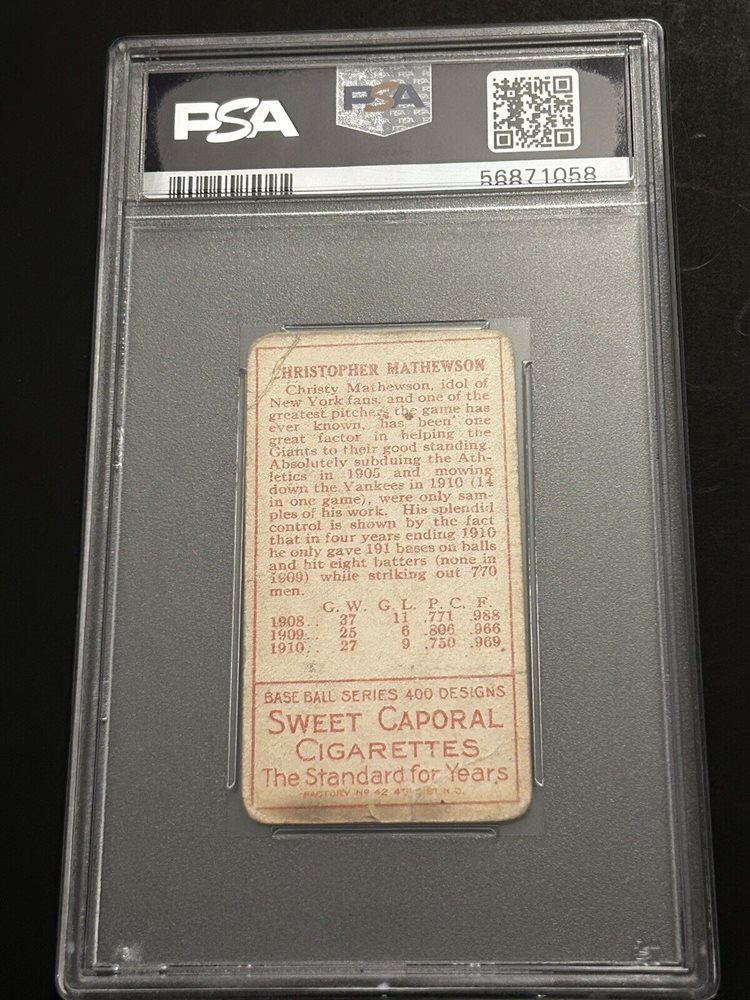 PSA
PSA
56871058
CHRISTOPHER MATHEWSON
Christy Mathewson, idol of
New York fans, and one of the
greatest pitchers the game has
ever known, has been one
great factor in helping the
Giants to their good standing.
Absolutely subduing the Ath-
letics in 1905 and mowing
down the Yankees in 1910 (14
in one game), were only sam-
ples of his work. His splendid
control is shown by the fact
that in four years ending 1910
he only gave 191 bases on balls
and hit eight batters (none in
1909) while striking out 770
men.
G. W. G. L. P. C. F.
1908.. 37 11 .771 .988
1909.. 25 6 .806 .966
1910.. 27 9 .750 .969
BASE BALL SERIES 400 DESIGNS
SWEET CAPORAL
CIGARETTES
The Standard for Years
FACTORY Nº 42 4TH DIST. N.C.